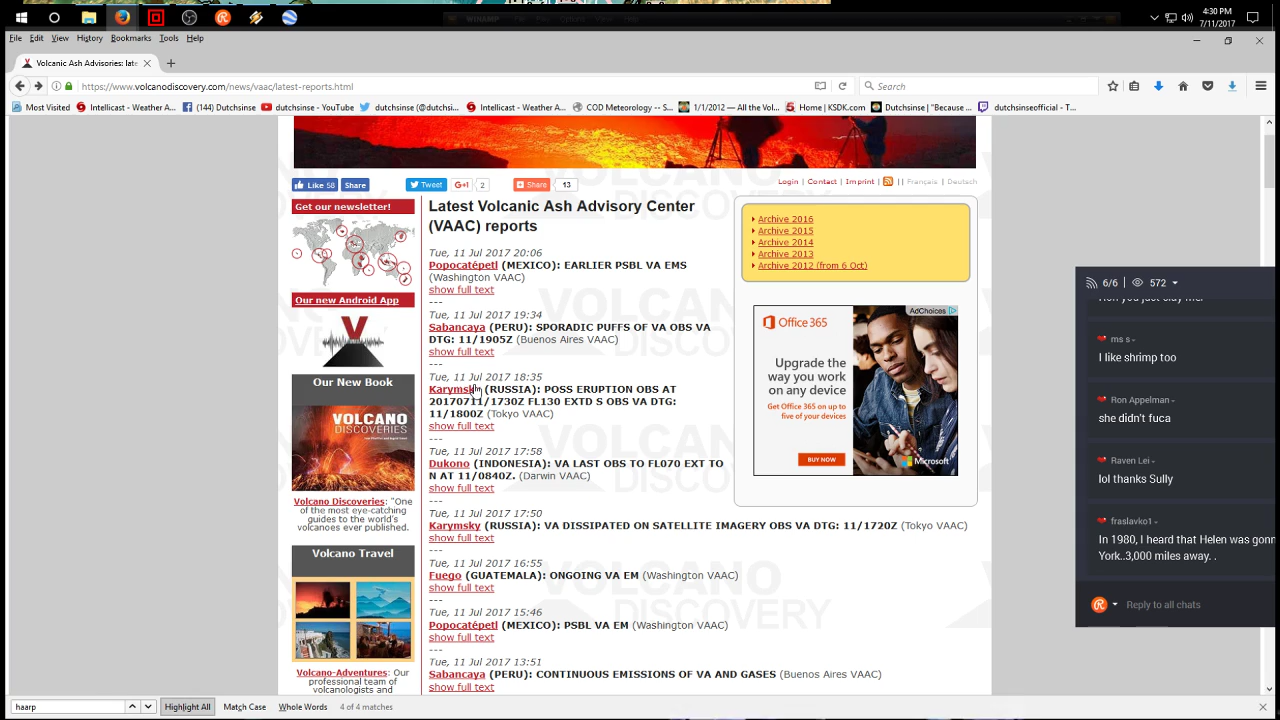 WINAMP File Play Options View Help
4:30 PM
7/11/2017
File Edit View History Bookmarks Tools Help
Volcanic Ash Advisories: late
https://www.volcanodiscovery.com/news/vaac/latest-reports.html
Search
Most Visited Intellicast - Weather A... (144) Dutchsinse dutchsinse - YouTube dutchsinse (@dutchsi... Intellicast - Weather A... COD Meteorology -- S... 1/1/2012 — All the Vol... Home | KSDK.com Dutchsinse | "Because ... dutchsinseofficial - T...
Like 58 Share Tweet G+1 2 Share 13
Login | Contact | Imprint | || Français | Deutsch
Get our newsletter!
Our new Android App
Our New Book
VOLCANO DISCOVERIES
Volcano Discoveries: "One
of the most eye-catching
guides to the world's
volcanoes ever published.
Volcano Travel
Volcano-Adventures: Our
professional team of
volcanologists and
Latest Volcanic Ash Advisory Center
(VAAC) reports
Tue, 11 Jul 2017 20:06
Popocatépetl (MEXICO): EARLIER PSBL VA EMS
(Washington VAAC)
show full text
---
Tue, 11 Jul 2017 19:34
Sabancaya (PERU): SPORADIC PUFFS OF VA OBS VA
DTG: 11/1905Z (Buenos Aires VAAC)
show full text
---
Tue, 11 Jul 2017 18:35
Karymsky (RUSSIA): POSS ERUPTION OBS AT
20170711/1730Z FL130 EXTD S OBS VA DTG:
11/1800Z (Tokyo VAAC)
show full text
---
Tue, 11 Jul 2017 17:58
Dukono (INDONESIA): VA LAST OBS TO FL070 EXT TO
N AT 11/0840Z. (Darwin VAAC)
show full text
---
Tue, 11 Jul 2017 17:50
Karymsky (RUSSIA): VA DISSIPATED ON SATELLITE IMAGERY OBS VA DTG: 11/1720Z (Tokyo VAAC)
show full text
---
Tue, 11 Jul 2017 16:55
Fuego (GUATEMALA): ONGOING VA EM (Washington VAAC)
show full text
---
Tue, 11 Jul 2017 15:46
Popocatépetl (MEXICO): PSBL VA EM (Washington VAAC)
show full text
---
Tue, 11 Jul 2017 13:51
Sabancaya (PERU): CONTINUOUS EMISSIONS OF VA AND GASES (Buenos Aires VAAC)
show full text
Archive 2016
Archive 2015
Archive 2014
Archive 2013
Archive 2012 (from 6 Oct)
AdChoices
Office 365
Upgrade the
way you work
on any device
Get Office 365 on up to
five of your devices
BUY NOW
Microsoft
VOLCANO
DISCOVERY
6/6 572
ms s
I like shrimp too
Ron Appelman
she didn't fuca
Raven Lei
lol thanks Sully
fraslavko1
In 1980, I heard that Helen was gonn
York..3,000 miles away. .
Reply to all chats
haarp Highlight All Match Case Whole Words 4 of 4 matches